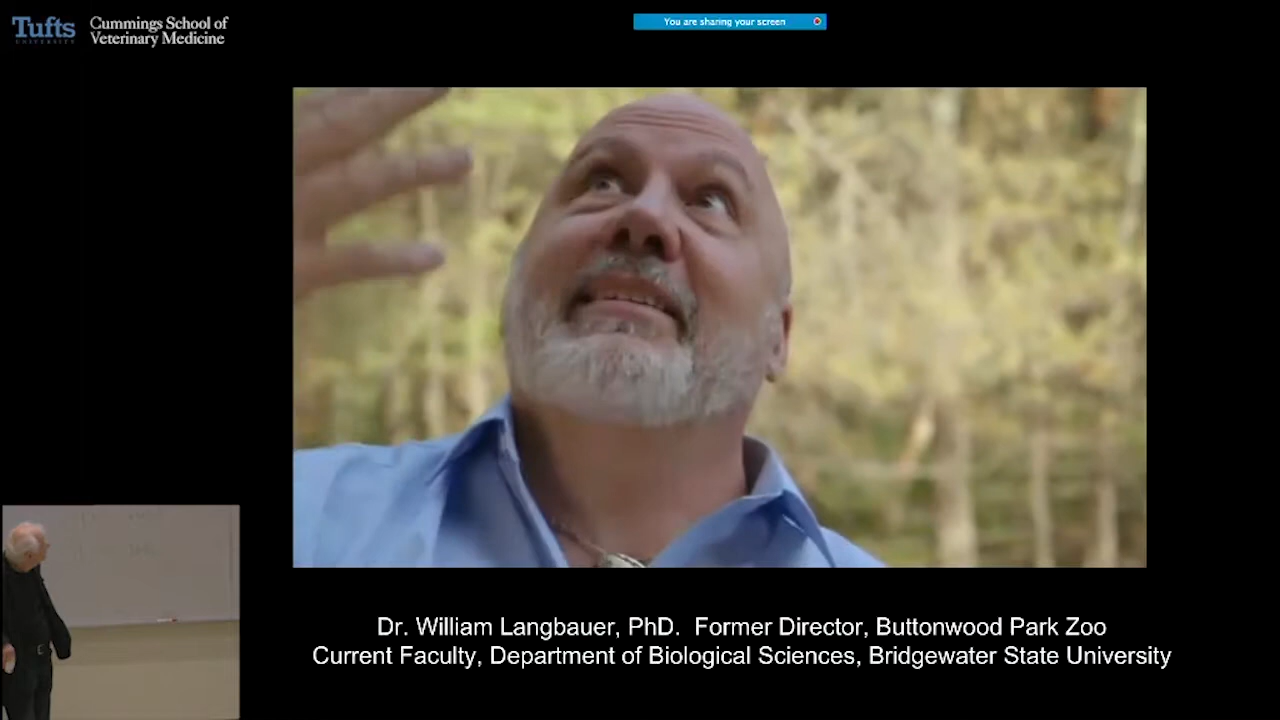 Tufts
UNIVERSITY
Cummings School of
Veterinary Medicine
You are sharing your screen
Dr. William Langbauer, PhD. Former Director, Buttonwood Park Zoo
Current Faculty, Department of Biological Sciences, Bridgewater State University